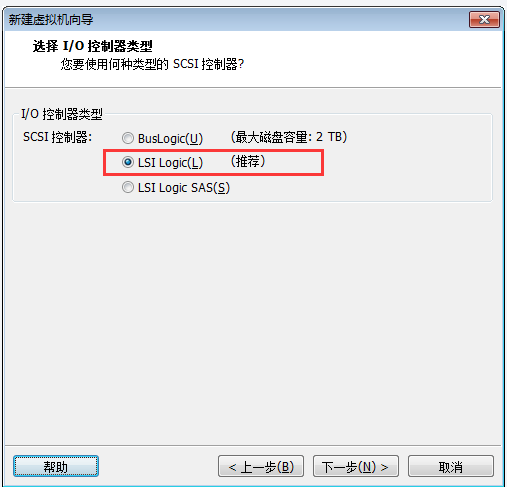 新建虚拟机向导
选择 I/O 控制器类型
您要使用何种类型的 SCSI 控制器?
I/O 控制器类型
SCSI 控制器: BusLogic(U) (最大磁盘容量: 2 TB)
LSI Logic(L) (推荐)
LSI Logic SAS(S)
帮助 < 上一步(B) 下一步(N) > 取消